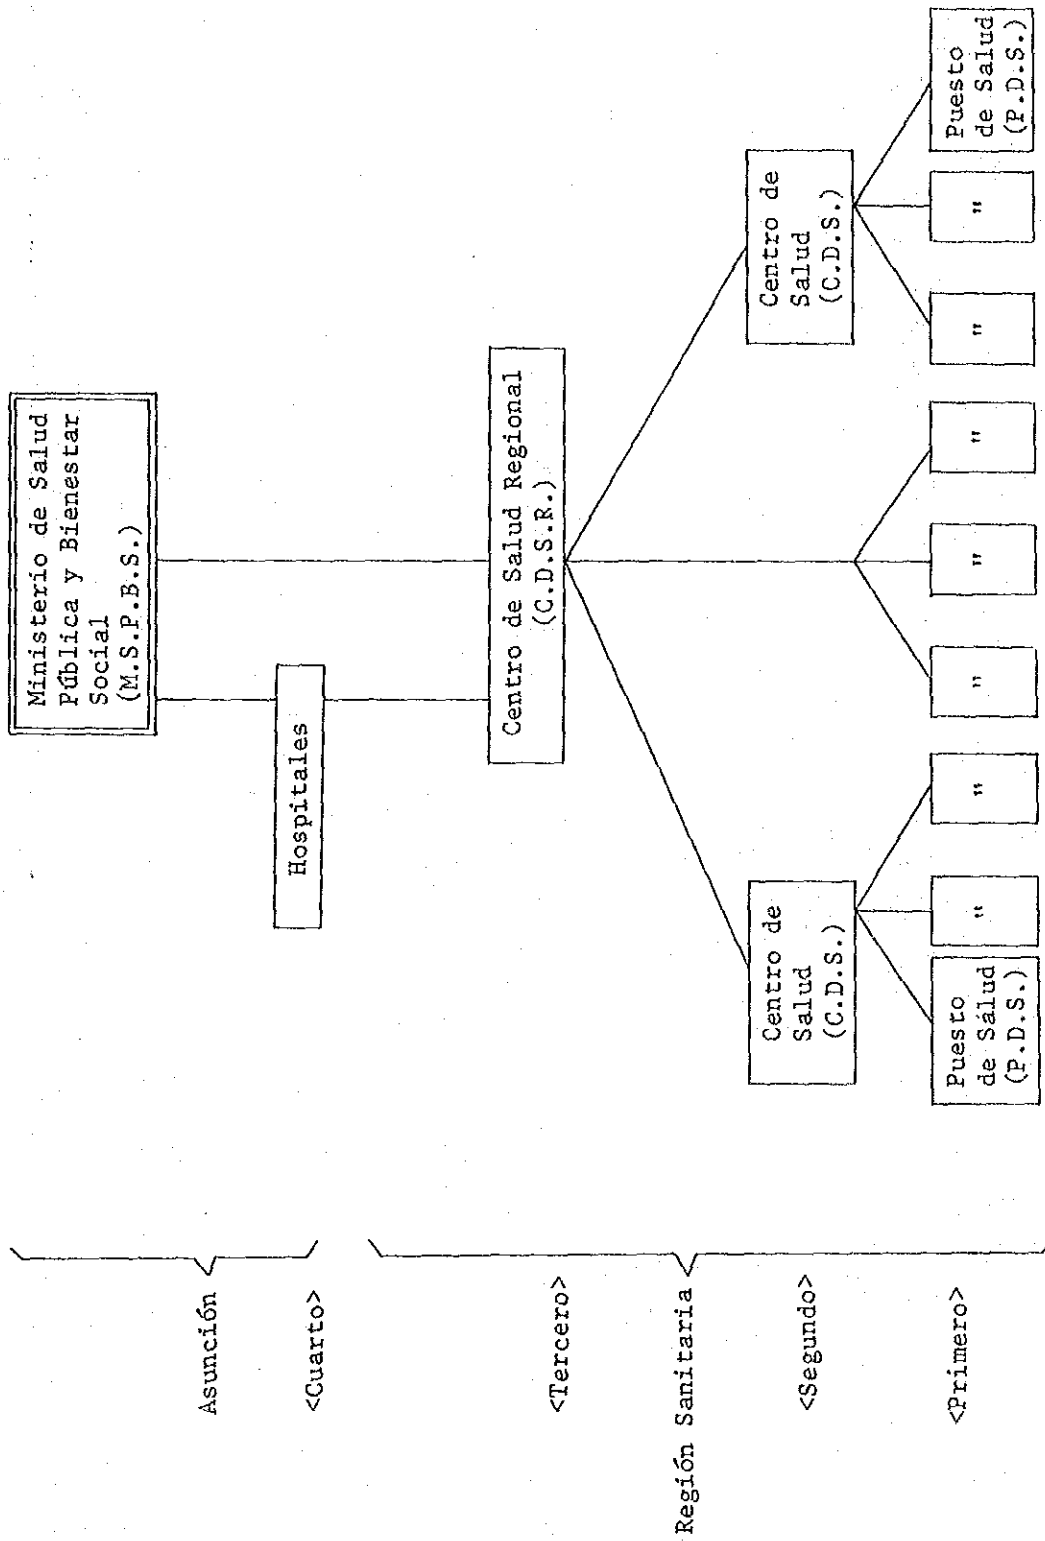 Ministerio de Salud
Pública y Bienestar
Social
(M.S.P.B.S.)
Asunción
<Cuarto>
Hospitales
<Tercero>
Centro de Salud Regional
(C.D.S.R.)
Región Sanitaria
<Segundo>
Centro de
Salud
(C.D.S.)
Centro de
Salud
(C.D.S.)
<Primero>
Puesto
de Sálud
(P.D.S.)
"
"
"
"
"
"
"
Puesto
de Salud
(P.D.S.)